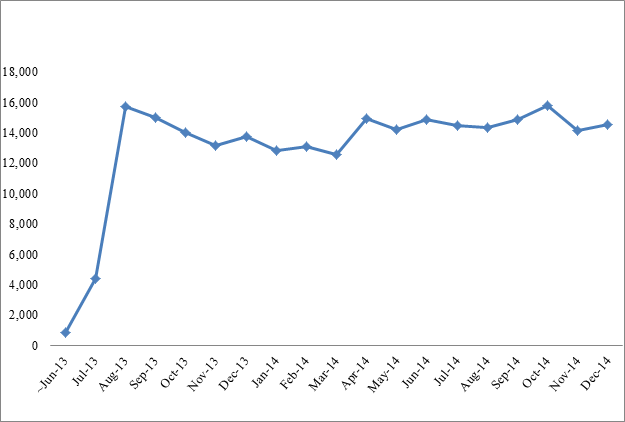 18,000
16,000
14,000
12,000
10,000
8,000
6,000
4,000
2,000
0
~Jun-13
Jul-13
Aug-13
Sep-13
Oct-13
Nov-13
Dec-13
Jan-14
Feb-14
Mar-14
Apr-14
May-14
Jun-14
Jul-14
Aug-14
Sep-14
Oct-14
Nov-14
Dec-14